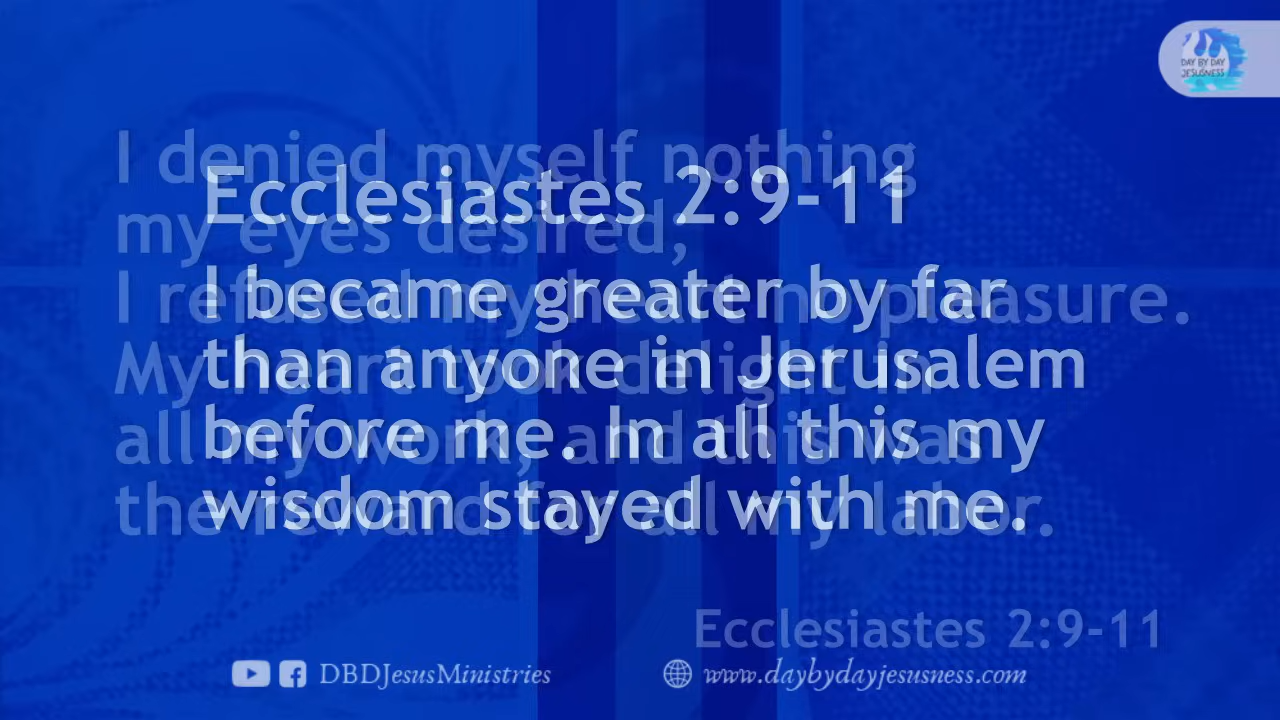 DAY BY DAY
JESUSNESS
Ecclesiastes 2:9-11
I became greater by far
than anyone in Jerusalem
before me. In all this my
wisdom stayed with me.
I denied myself nothing
my eyes desired,
I refused my heart no pleasure.
My heart took delight in
all my work, and this was
the reward for all my labor.
Ecclesiastes 2:9-11
DBDJesusMinistries
www.daybydayjesusness.com